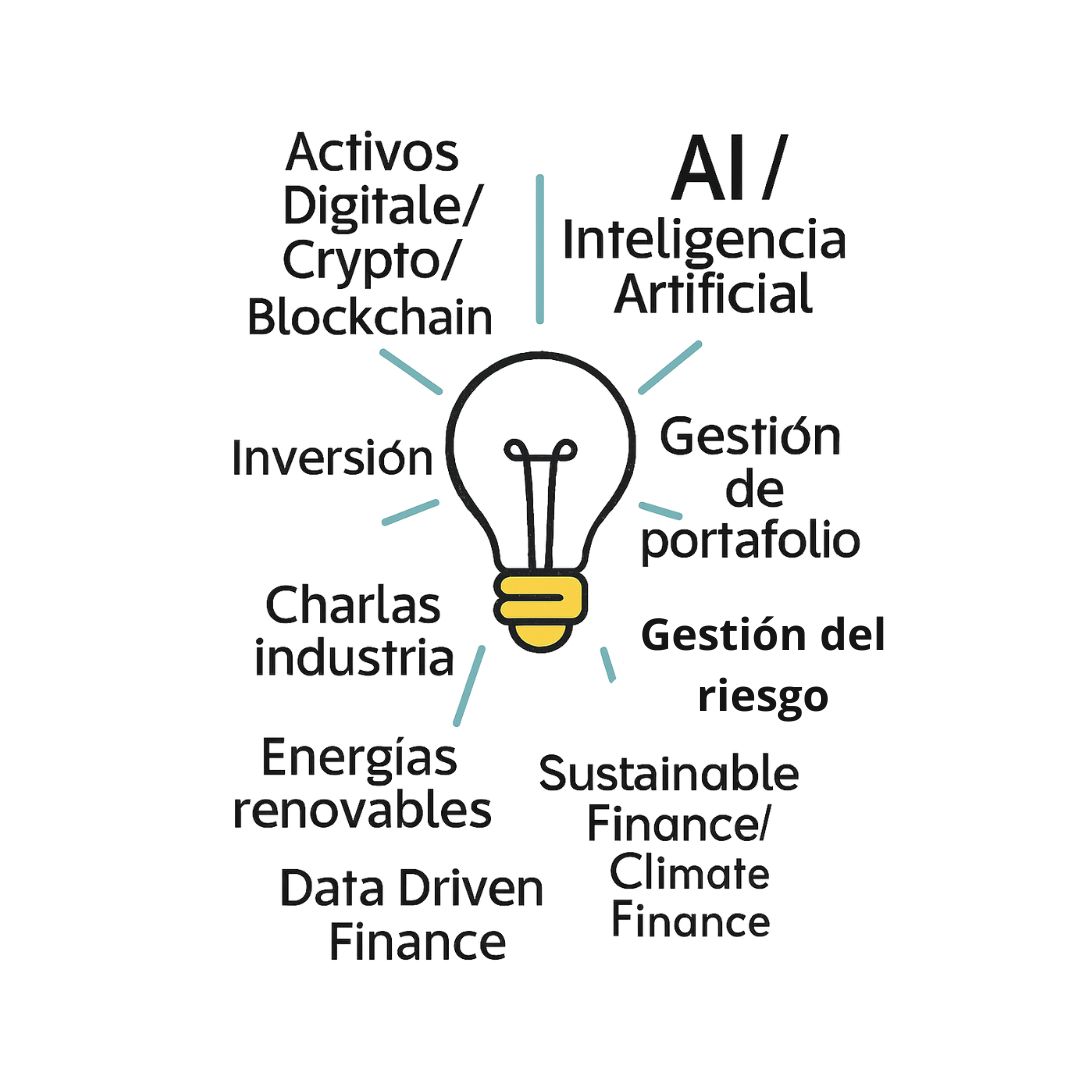 Activos
Digitale/
Crypto/
Blockchain
AI /
Inteligencia
Artificial
Inversión
Gestión
de
portafolio
Charlas
industria
Gestión del
riesgo
Energías
renovables
Sustainable
Finance/
Climate
Finance
Data Driven
Finance